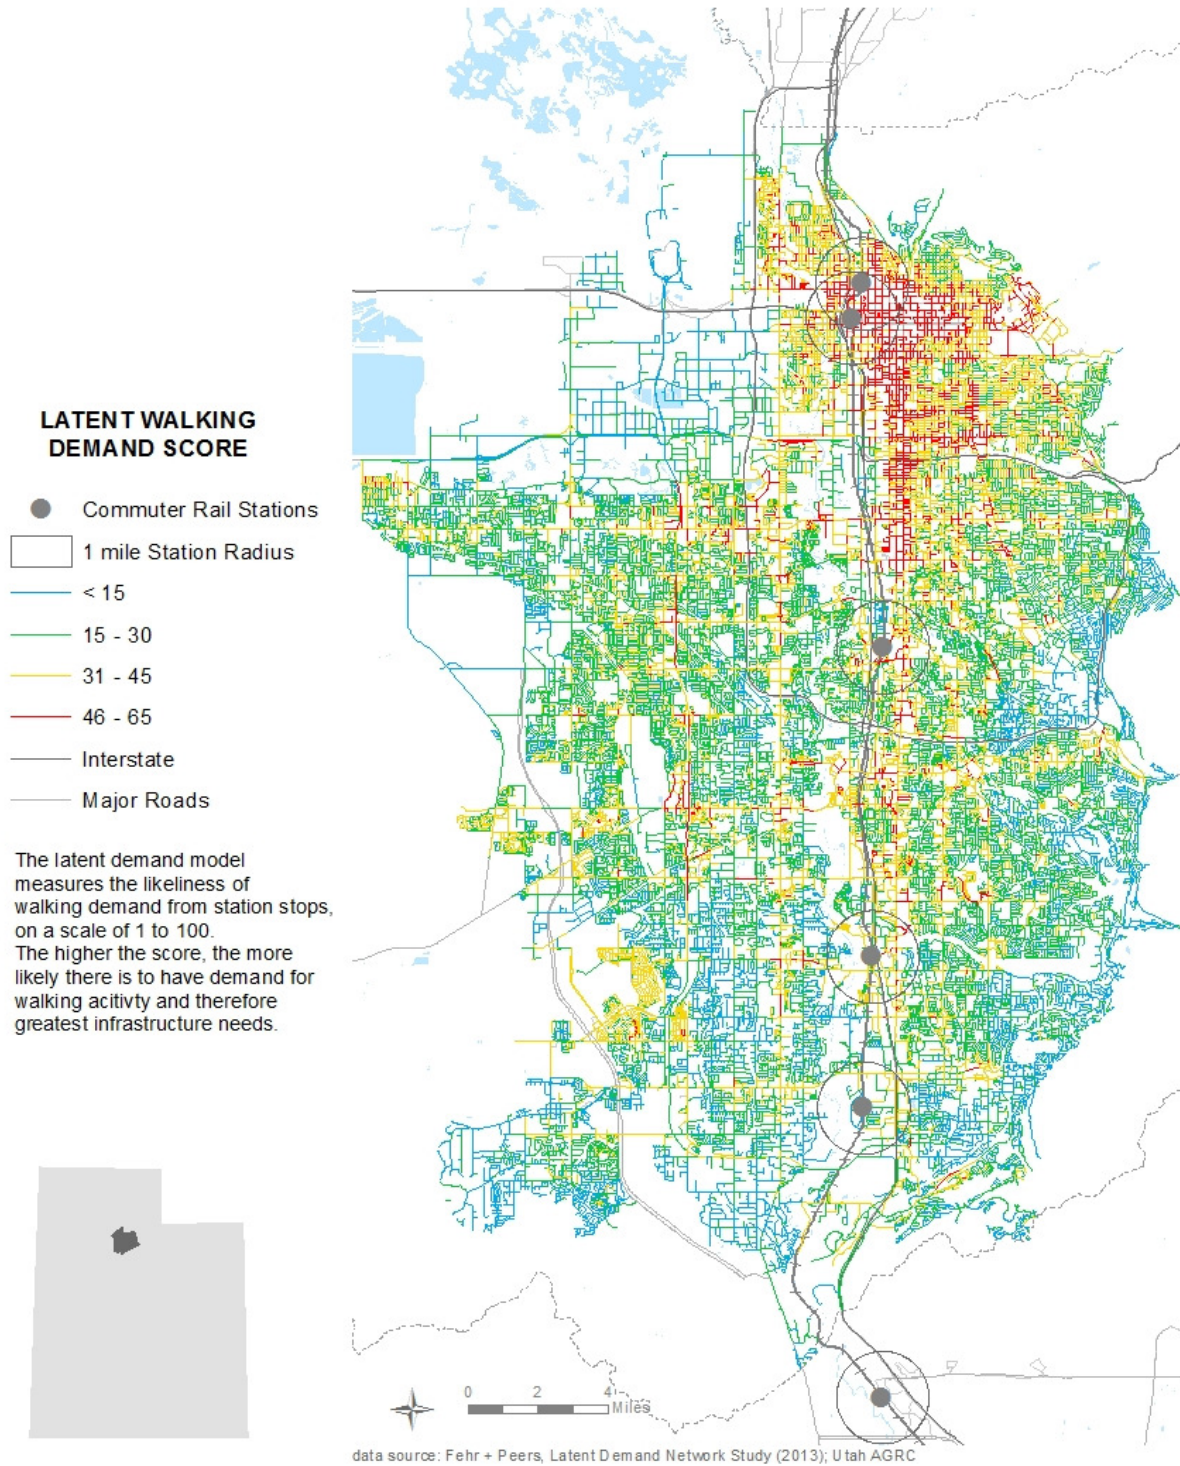 LATENT WALKING
DEMAND SCORE
Commuter Rail Stations
1 mile Station Radius
< 15
15 - 30
31 - 45
46 - 65
Interstate
Major Roads
The latent demand model
measures the likeliness of
walking demand from station stops,
on a scale of 1 to 100.
The higher the score, the more
likely there is to have demand for
walking acitivty and therefore
greatest infrastructure needs.
0 2 4
Miles
data source: Fehr + Peers, Latent Demand Network Study (2013); Utah AGRC